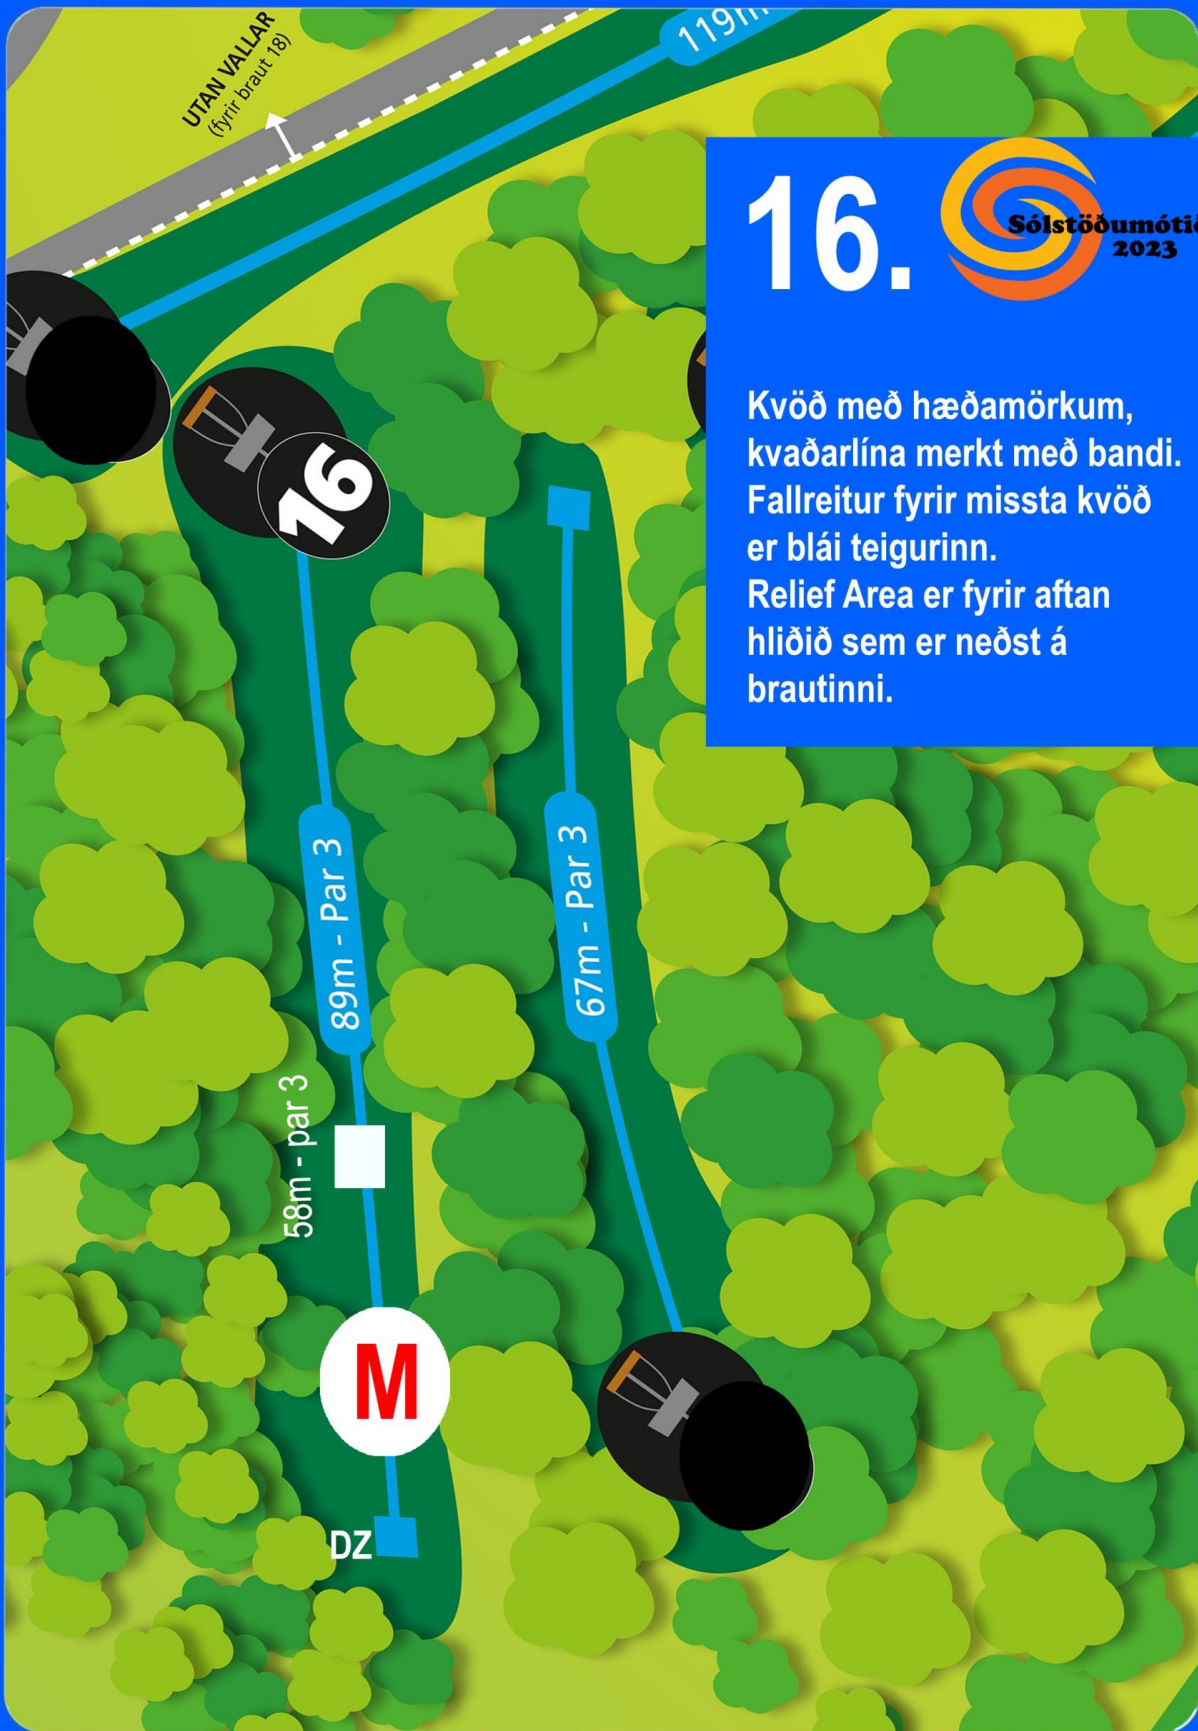 119m
UTAN VALLAR
(fyrir braut 18)
16.
Sólstöðumótið
2023
Kvöð með hæðamörkum,
kvaðarlína merkt með bandi.
Fallreitur fyrir missta kvöð
er blái teigurinn.
Relief Area er fyrir aftan
hliðið sem er neðst á
brautinni.
16
89m - Par 3
67m - Par 3
58m - par 3
M
DZ